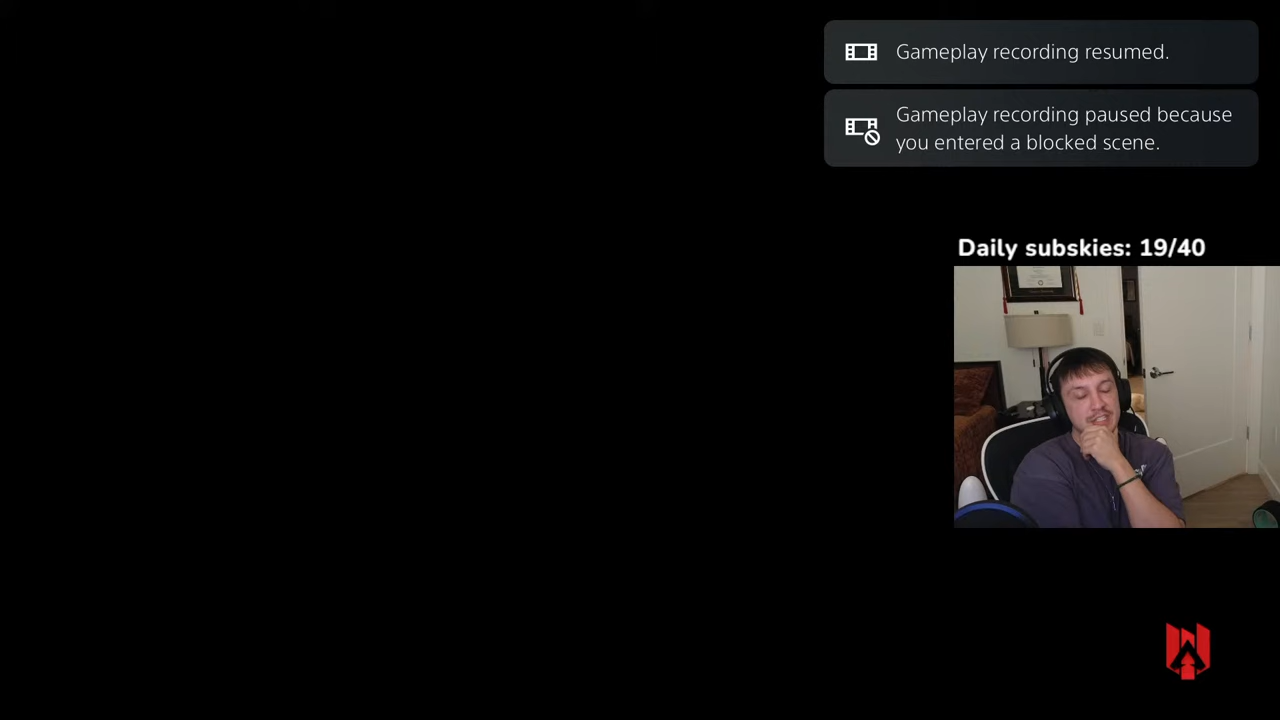 Gameplay recording resumed.
Gameplay recording paused because
you entered a blocked scene.
Daily subskies: 19/40